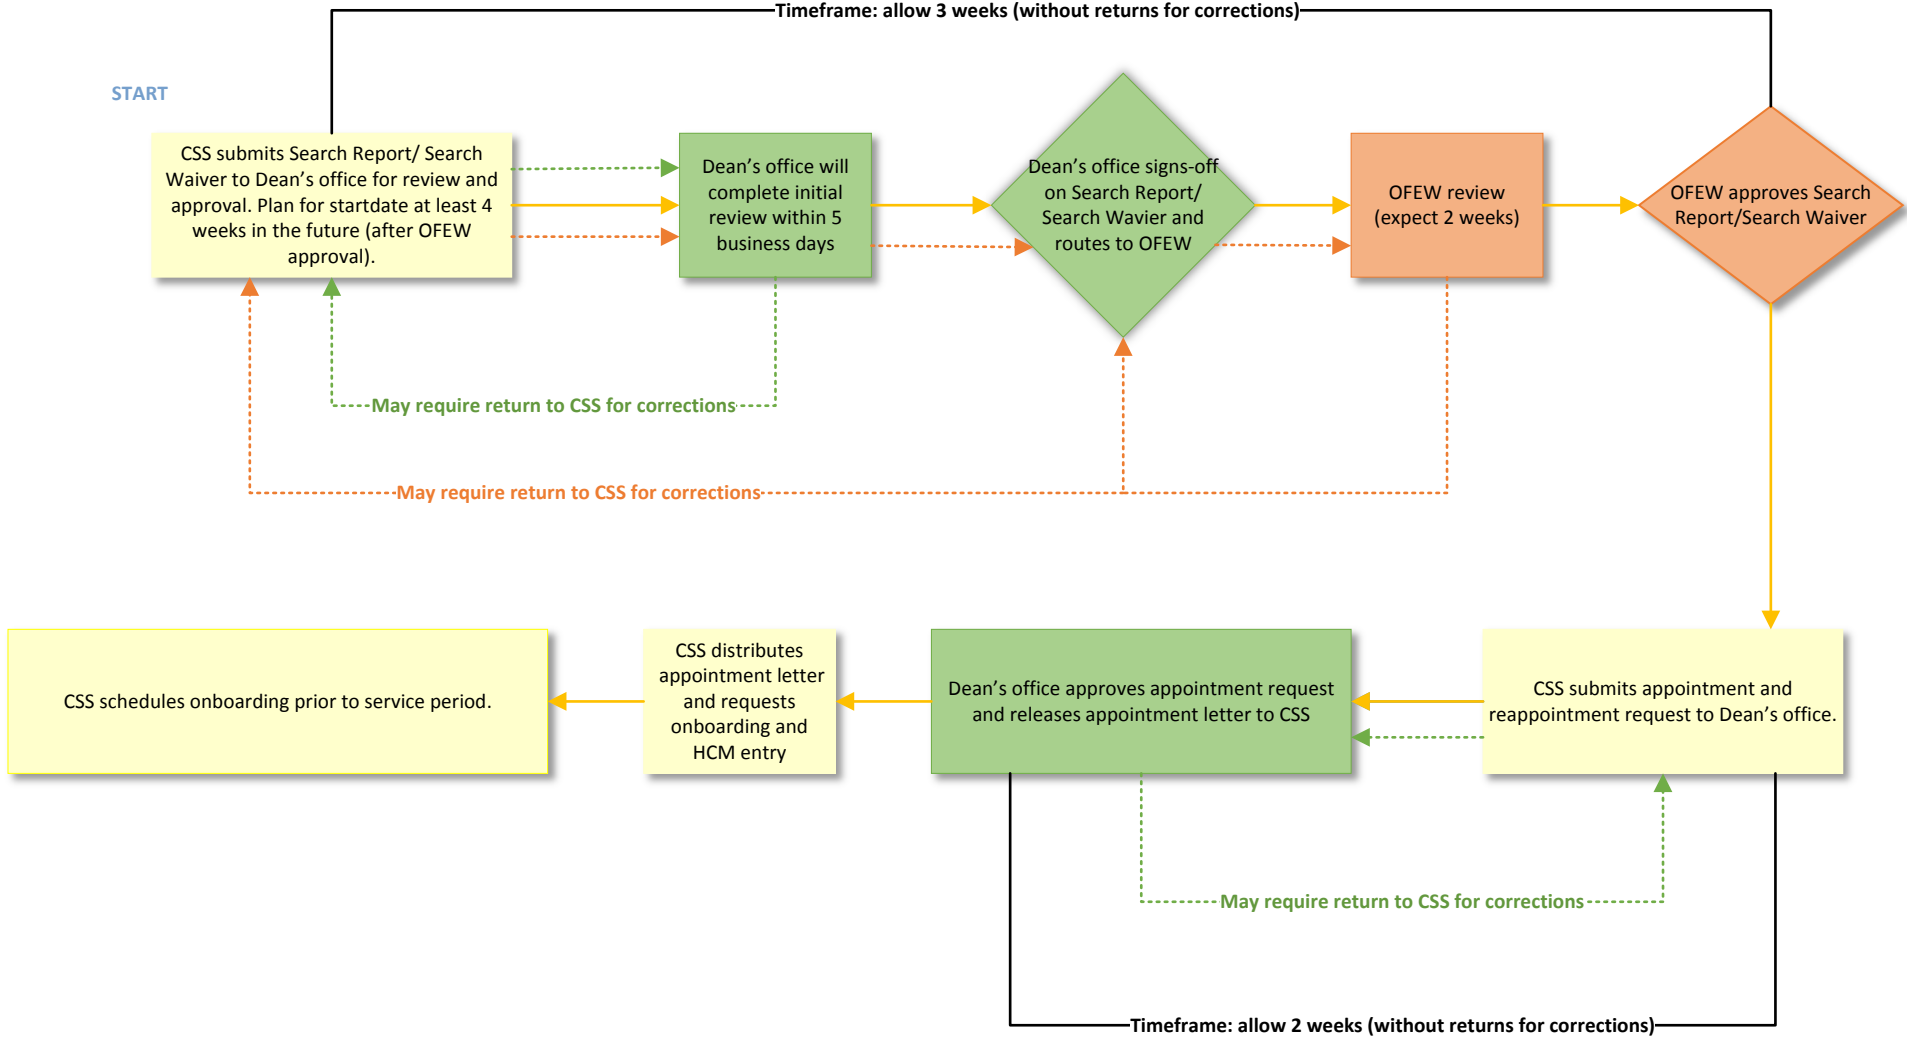 Timeframe: allow 3 weeks (without returns for corrections)
START
CSS submits Search Report/ Search
Waiver to Dean's office for review and
approval. Plan for startdate at least 4
weeks in the future (after OFEW
approval).
Dean's office will
complete initial
review within 5
business days
Dean's office signs-off
on Search Report/
Search Wavier and
routes to OFEW
OFEW review
(expect 2 weeks)
OFEW approves Search
Report/Search Waiver
May require return to CSS for corrections
May require return to CSS for corrections
CSS schedules onboarding prior to service period.
CSS distributes
appointment letter
and requests
onboarding and
HCM entry
Dean's office approves appointment request
and releases appointment letter to CSS
CSS submits appointment and
reappointment request to Dean's office.
May require return to CSS for corrections
Timeframe: allow 2 weeks (without returns for corrections)